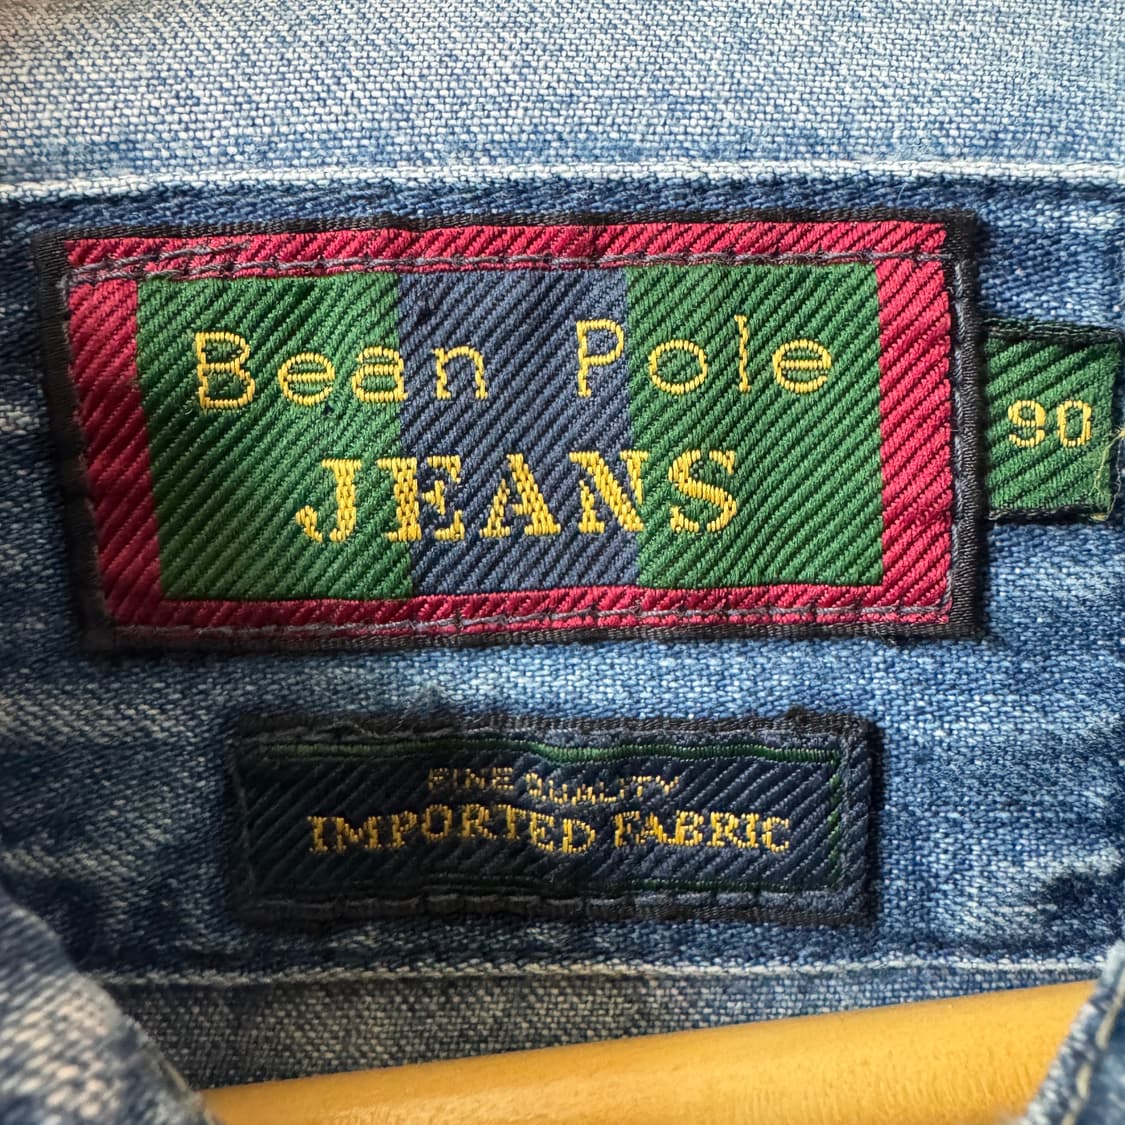 Bean Pole
JEANS
90
FINE QUALITY
IMPORTED FABRIC